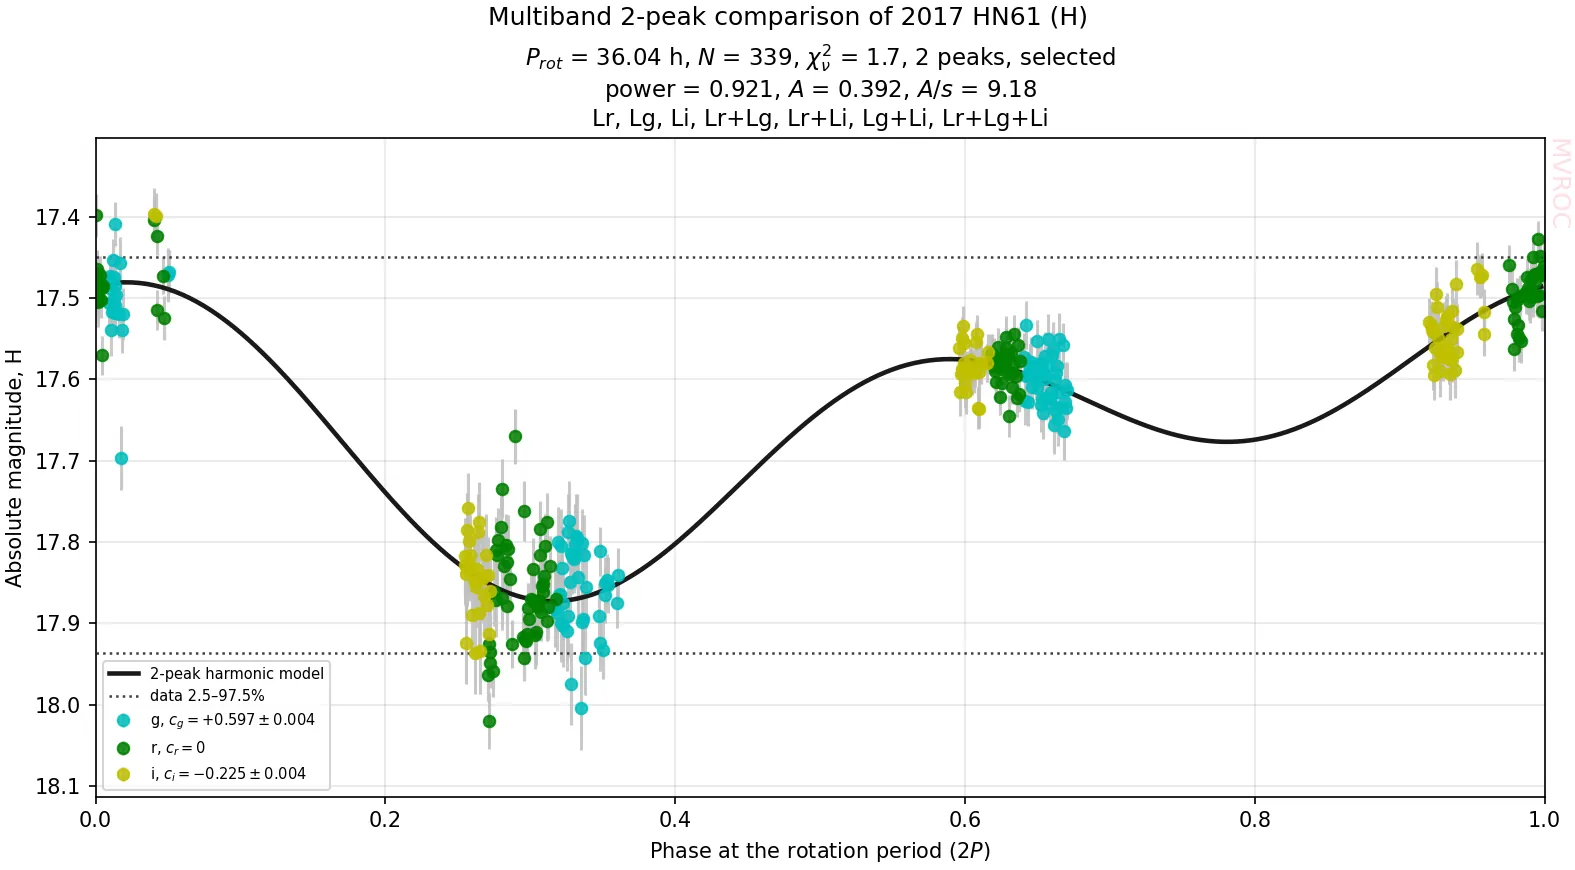 Multiband 2-peak comparison of 2017 HN61 (H)
P_rot = 36.04 h, N = 339, χ²_ν = 1.7, 2 peaks, selected
power = 0.921, A = 0.392, A/s = 9.18
Lr, Lg, Li, Lr+Lg, Lr+Li, Lg+Li, Lr+Lg+Li
MVROC
Absolute magnitude, H
17.4
17.5
17.6
17.7
17.8
17.9
18.0
18.1
2-peak harmonic model
data 2.5–97.5%
g, c_g = +0.597 ± 0.004
r, c_r = 0
i, c_i = −0.225 ± 0.004
0.0 0.2 0.4 0.6 0.8 1.0
Phase at the rotation period (2P)